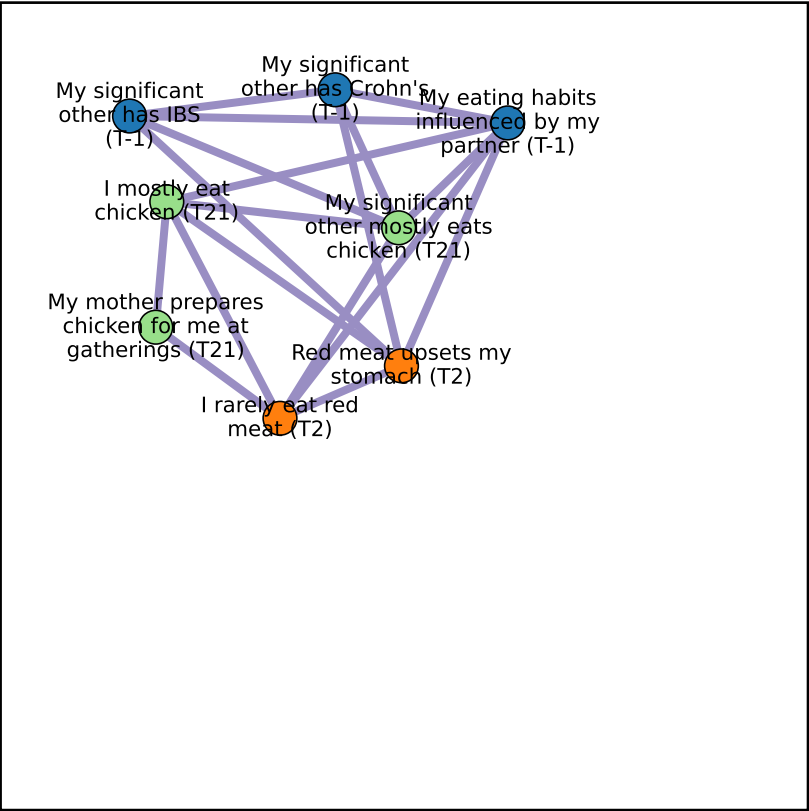 My significant
other has IBS
(T-1)
My significant
other has Crohn's
(T-1)
My eating habits
influenced by my
partner (T-1)
I mostly eat
chicken (T21)
My significant
other mostly eats
chicken (T21)
My mother prepares
chicken for me at
gatherings (T21)
Red meat upsets my
stomach (T2)
I rarely eat red
meat (T2)